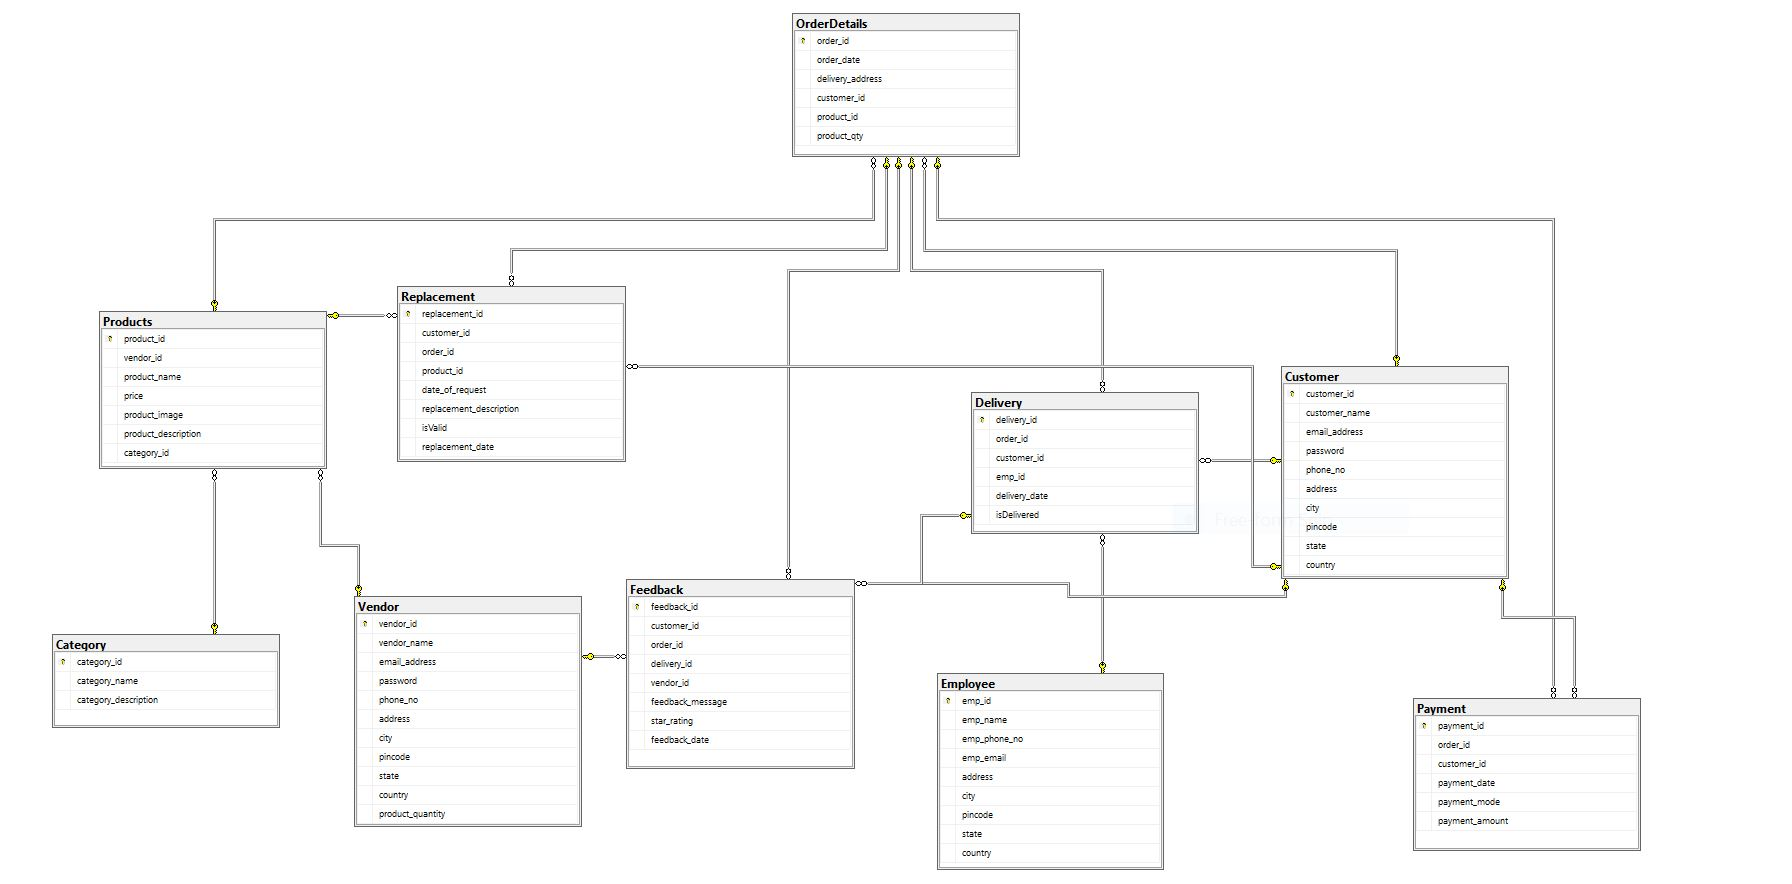 OrderDetails
order_id
order_date
delivery_address
customer_id
product_id
product_qty
Replacement
replacement_id
customer_id
order_id
product_id
date_of_request
replacement_description
isValid
replacement_date
Products
product_id
vendor_id
product_name
price
product_image
product_description
category_id
Customer
customer_id
customer_name
email_address
password
phone_no
address
city
pincode
state
country
Delivery
delivery_id
order_id
customer_id
emp_id
delivery_date
isDelivered
Feedback
feedback_id
customer_id
order_id
delivery_id
vendor_id
feedback_message
star_rating
feedback_date
Vendor
vendor_id
vendor_name
email_address
password
phone_no
address
city
pincode
state
country
product_quantity
Category
category_id
category_name
category_description
Employee
emp_id
emp_name
emp_phone_no
emp_email
address
city
pincode
state
country
Payment
payment_id
order_id
customer_id
payment_date
payment_mode
payment_amount